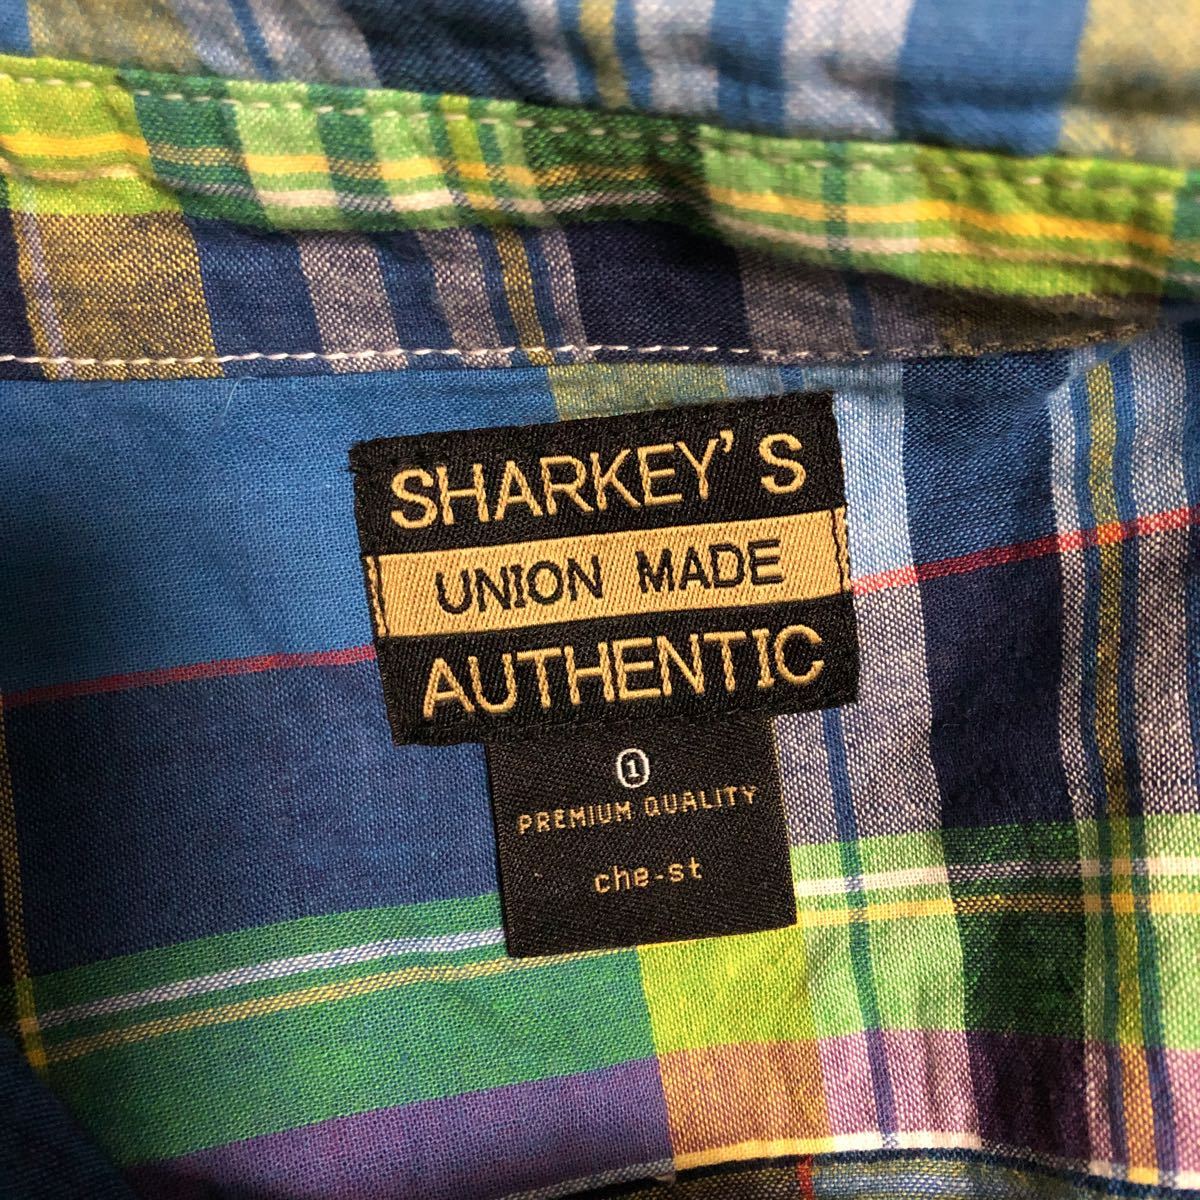 SHARKEY'S
UNION MADE
AUTHENTIC
1
PREMIUM QUALITY
che-st